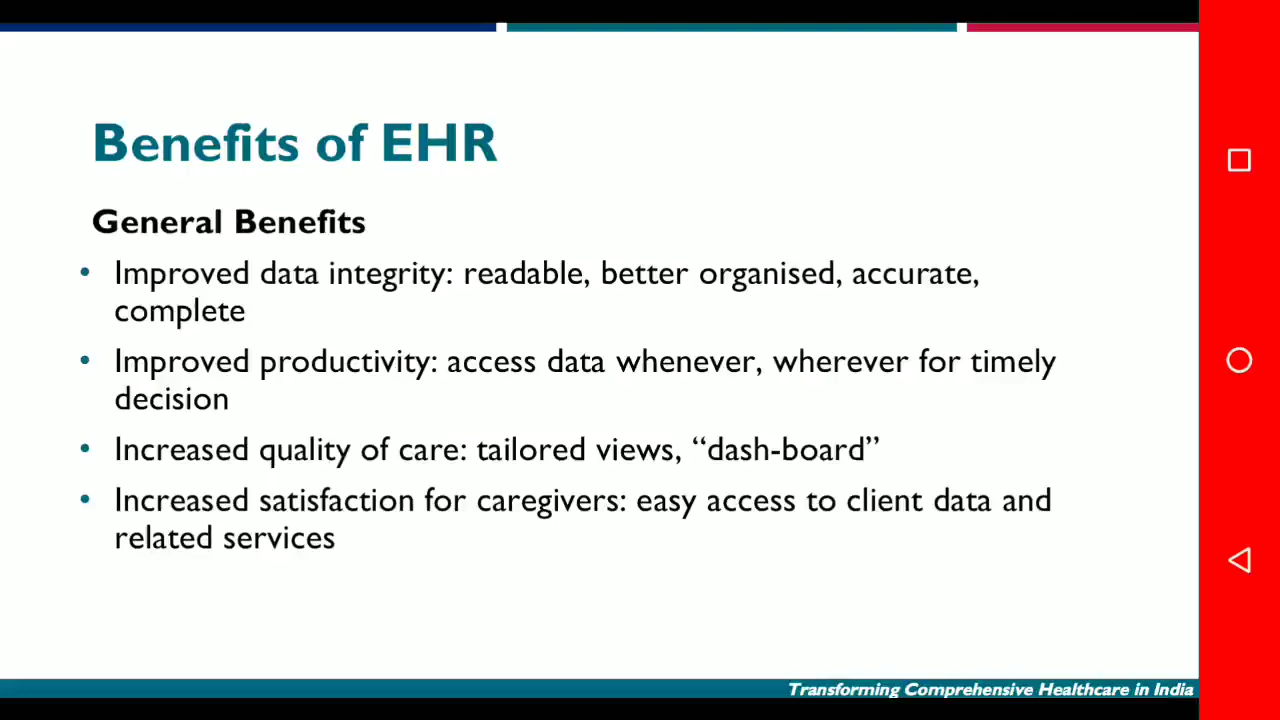 Benefits of EHR
General Benefits
• Improved data integrity: readable, better organised, accurate,
complete
• Improved productivity: access data whenever, wherever for timely
decision
• Increased quality of care: tailored views, “dash-board”
• Increased satisfaction for caregivers: easy access to client data and
related services
Transforming Comprehensive Healthcare in India